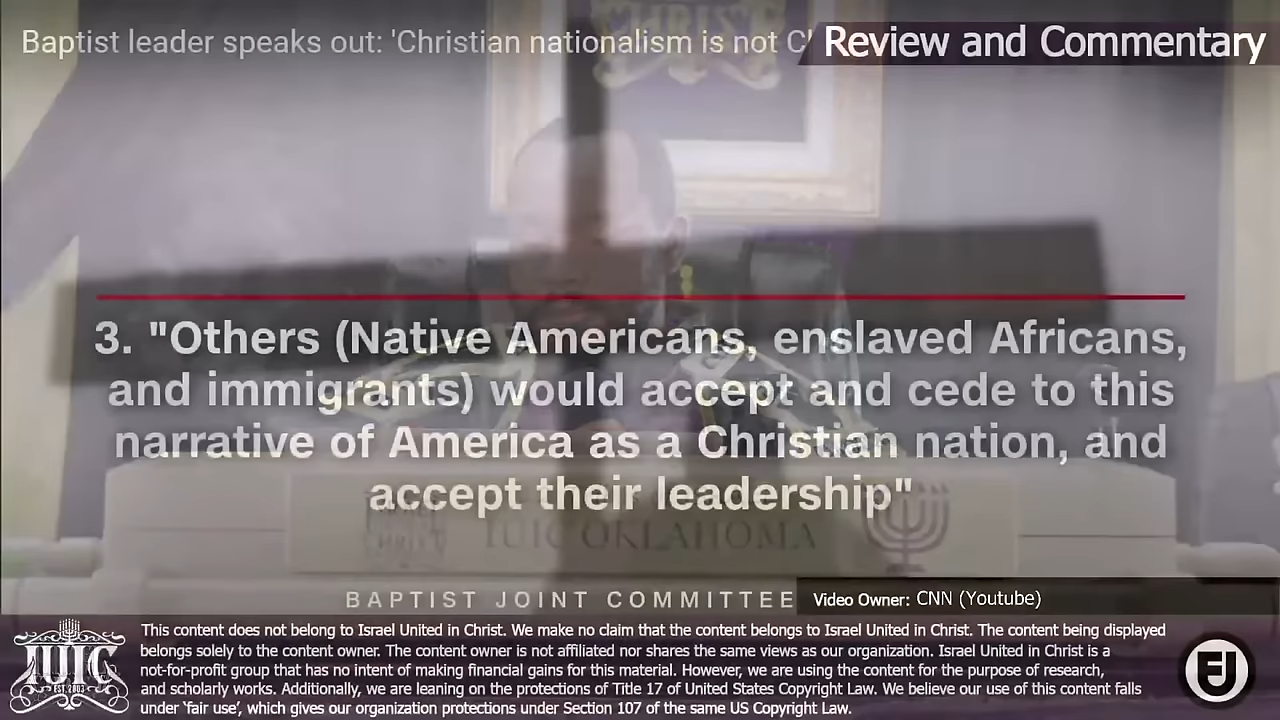 CHRIST
Baptist leader speaks out: 'Christian nationalism is not
Review and Commentary
3. "Others (Native Americans, enslaved Africans,
and immigrants) would accept and cede to this
narrative of America as a Christian nation, and
accept their leadership"
IUIC OKLAHOMA
BAPTIST JOINT COMMITTEE
Video Owner: CNN (Youtube)
This content does not belong to Israel United in Christ. We make no claim that the content belongs to Israel United in Christ. The content being displayed
belongs solely to the content owner. The content owner is not affiliated nor shares the same views as our organization. Israel United in Christ is a
not-for-profit group that has no intent of making financial gains for this material. However, we are using the content for the purpose of research,
and scholarly works. Additionally, we are leaning on the protections of Title 17 of United States Copyright Law. We believe our use of this content falls
under 'fair use', which gives our organization protections under Section 107 of the same US Copyright Law.
IUIC
EST. 2003